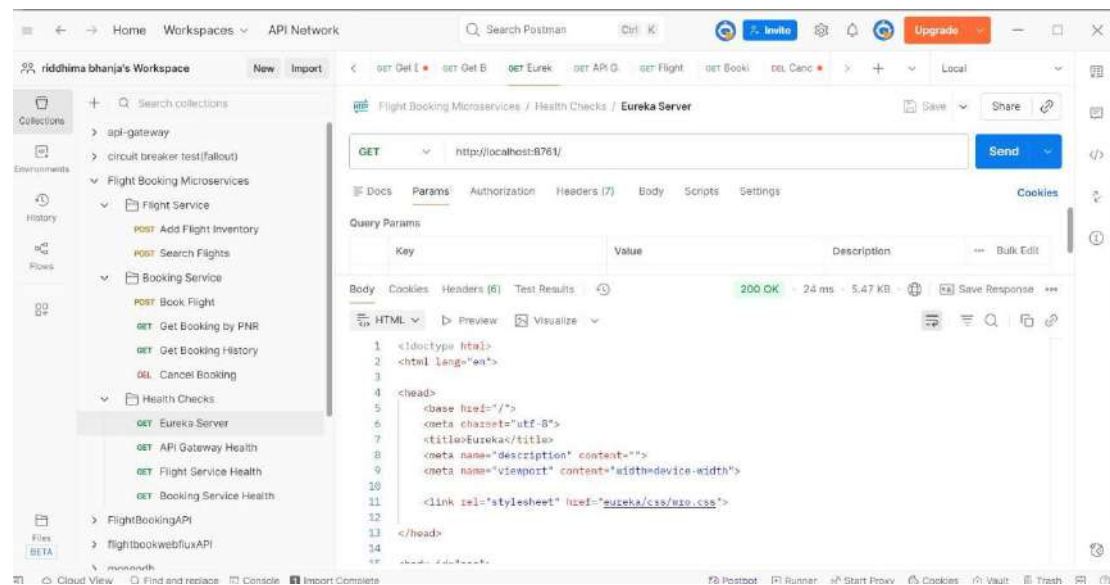 Home Workspaces API Network Search Postman Ctrl K Invite Upgrade
riddhima bhanja's Workspace New Import
GET Get B GET Eurek GET API G GET Flight GET Booki DEL Canc Local
Collections
Environments
History
Flows
Files
BETA
Search collections
api-gateway
circuit breaker test(fallout)
Flight Booking Microservices
Flight Service
POST Add Flight Inventory
POST Search Flights
Booking Service
POST Book Flight
GET Get Booking by PNR
GET Get Booking History
DEL Cancel Booking
Health Checks
GET Eureka Server
GET API Gateway Health
GET Flight Service Health
GET Booking Service Health
FlightBookingAPI
flightbookwebfluxAPI
mongodb
Flight Booking Microservices / Health Checks / Eureka Server Save Share
GET http://localhost:8761/ Send
Docs Params Authorization Headers (7) Body Scripts Settings Cookies
Query Params
Key Value Description Bulk Edit
Body Cookies Headers (6) Test Results 200 OK 24 ms 5.47 KB Save Response
HTML Preview Visualize
1 <!doctype html>
2 <html lang="en">
3
4 <head>
5 <base href="/">
6 <meta charset="utf-8">
7 <title>Eureka</title>
8 <meta name="description" content="">
9 <meta name="viewport" content="width=device-width">
10
11 <link rel="stylesheet" href="eureka/css/wro.css">
12
13 </head>
14
Cloud View Find and replace Console Import Complete Postbot Runner Start Proxy Cookies Vault Trash